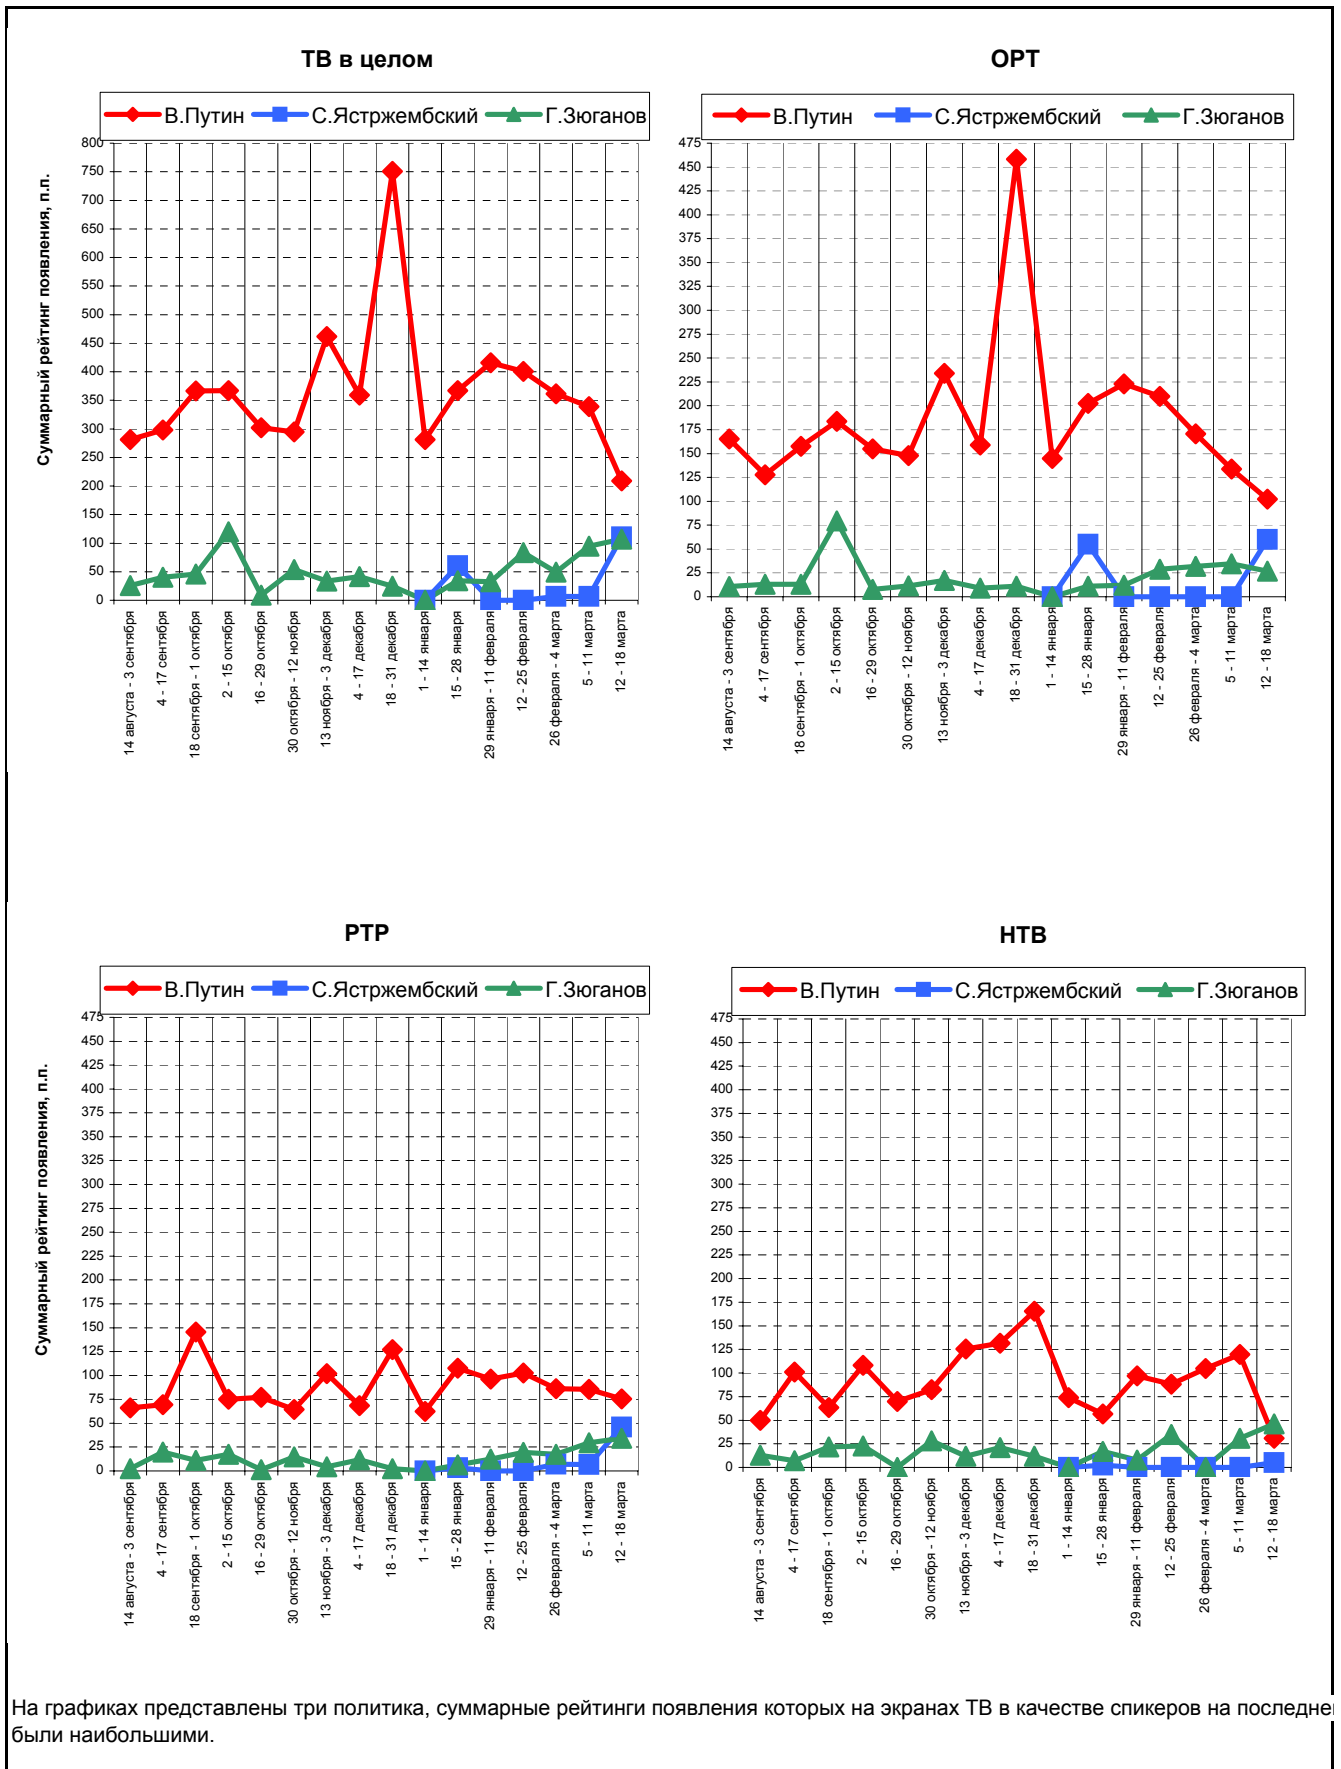 ТВ в целом
В.Путин С.Ястржембский Г.Зюганов
Суммарный рейтинг появления, п.п.
800
750
700
650
600
550
500
450
400
350
300
250
200
150
100
50
0
14 августа - 3 сентября
4 - 17 сентября
18 сентября - 1 октября
2 - 15 октября
16 - 29 октября
30 октября - 12 ноября
13 ноября - 3 декабря
4 - 17 декабря
18 - 31 декабря
1 - 14 января
15 - 28 января
29 января - 11 февраля
12 - 25 февраля
26 февраля - 4 марта
5 - 11 марта
12 - 18 марта
ОРТ
В.Путин С.Ястржембский Г.Зюганов
475
450
425
400
375
350
325
300
275
250
225
200
175
150
125
100
75
50
25
0
14 августа - 3 сентября
4 - 17 сентября
18 сентября - 1 октября
2 - 15 октября
16 - 29 октября
30 октября - 12 ноября
13 ноября - 3 декабря
4 - 17 декабря
18 - 31 декабря
1 - 14 января
15 - 28 января
29 января - 11 февраля
12 - 25 февраля
26 февраля - 4 марта
5 - 11 марта
12 - 18 марта
РТР
В.Путин С.Ястржембский Г.Зюганов
Суммарный рейтинг появления, п.п.
475
450
425
400
375
350
325
300
275
250
225
200
175
150
125
100
75
50
25
0
14 августа - 3 сентября
4 - 17 сентября
18 сентября - 1 октября
2 - 15 октября
16 - 29 октября
30 октября - 12 ноября
13 ноября - 3 декабря
4 - 17 декабря
18 - 31 декабря
1 - 14 января
15 - 28 января
29 января - 11 февраля
12 - 25 февраля
26 февраля - 4 марта
5 - 11 марта
12 - 18 марта
НТВ
В.Путин С.Ястржембский Г.Зюганов
475
450
425
400
375
350
325
300
275
250
225
200
175
150
125
100
75
50
25
0
14 августа - 3 сентября
4 - 17 сентября
18 сентября - 1 октября
2 - 15 октября
16 - 29 октября
30 октября - 12 ноября
13 ноября - 3 декабря
4 - 17 декабря
18 - 31 декабря
1 - 14 января
15 - 28 января
29 января - 11 февраля
12 - 25 февраля
26 февраля - 4 марта
5 - 11 марта
12 - 18 марта
На графиках представлены три политика, суммарные рейтинги появления которых на экранах ТВ в качестве спикеров на
были наибольшими.